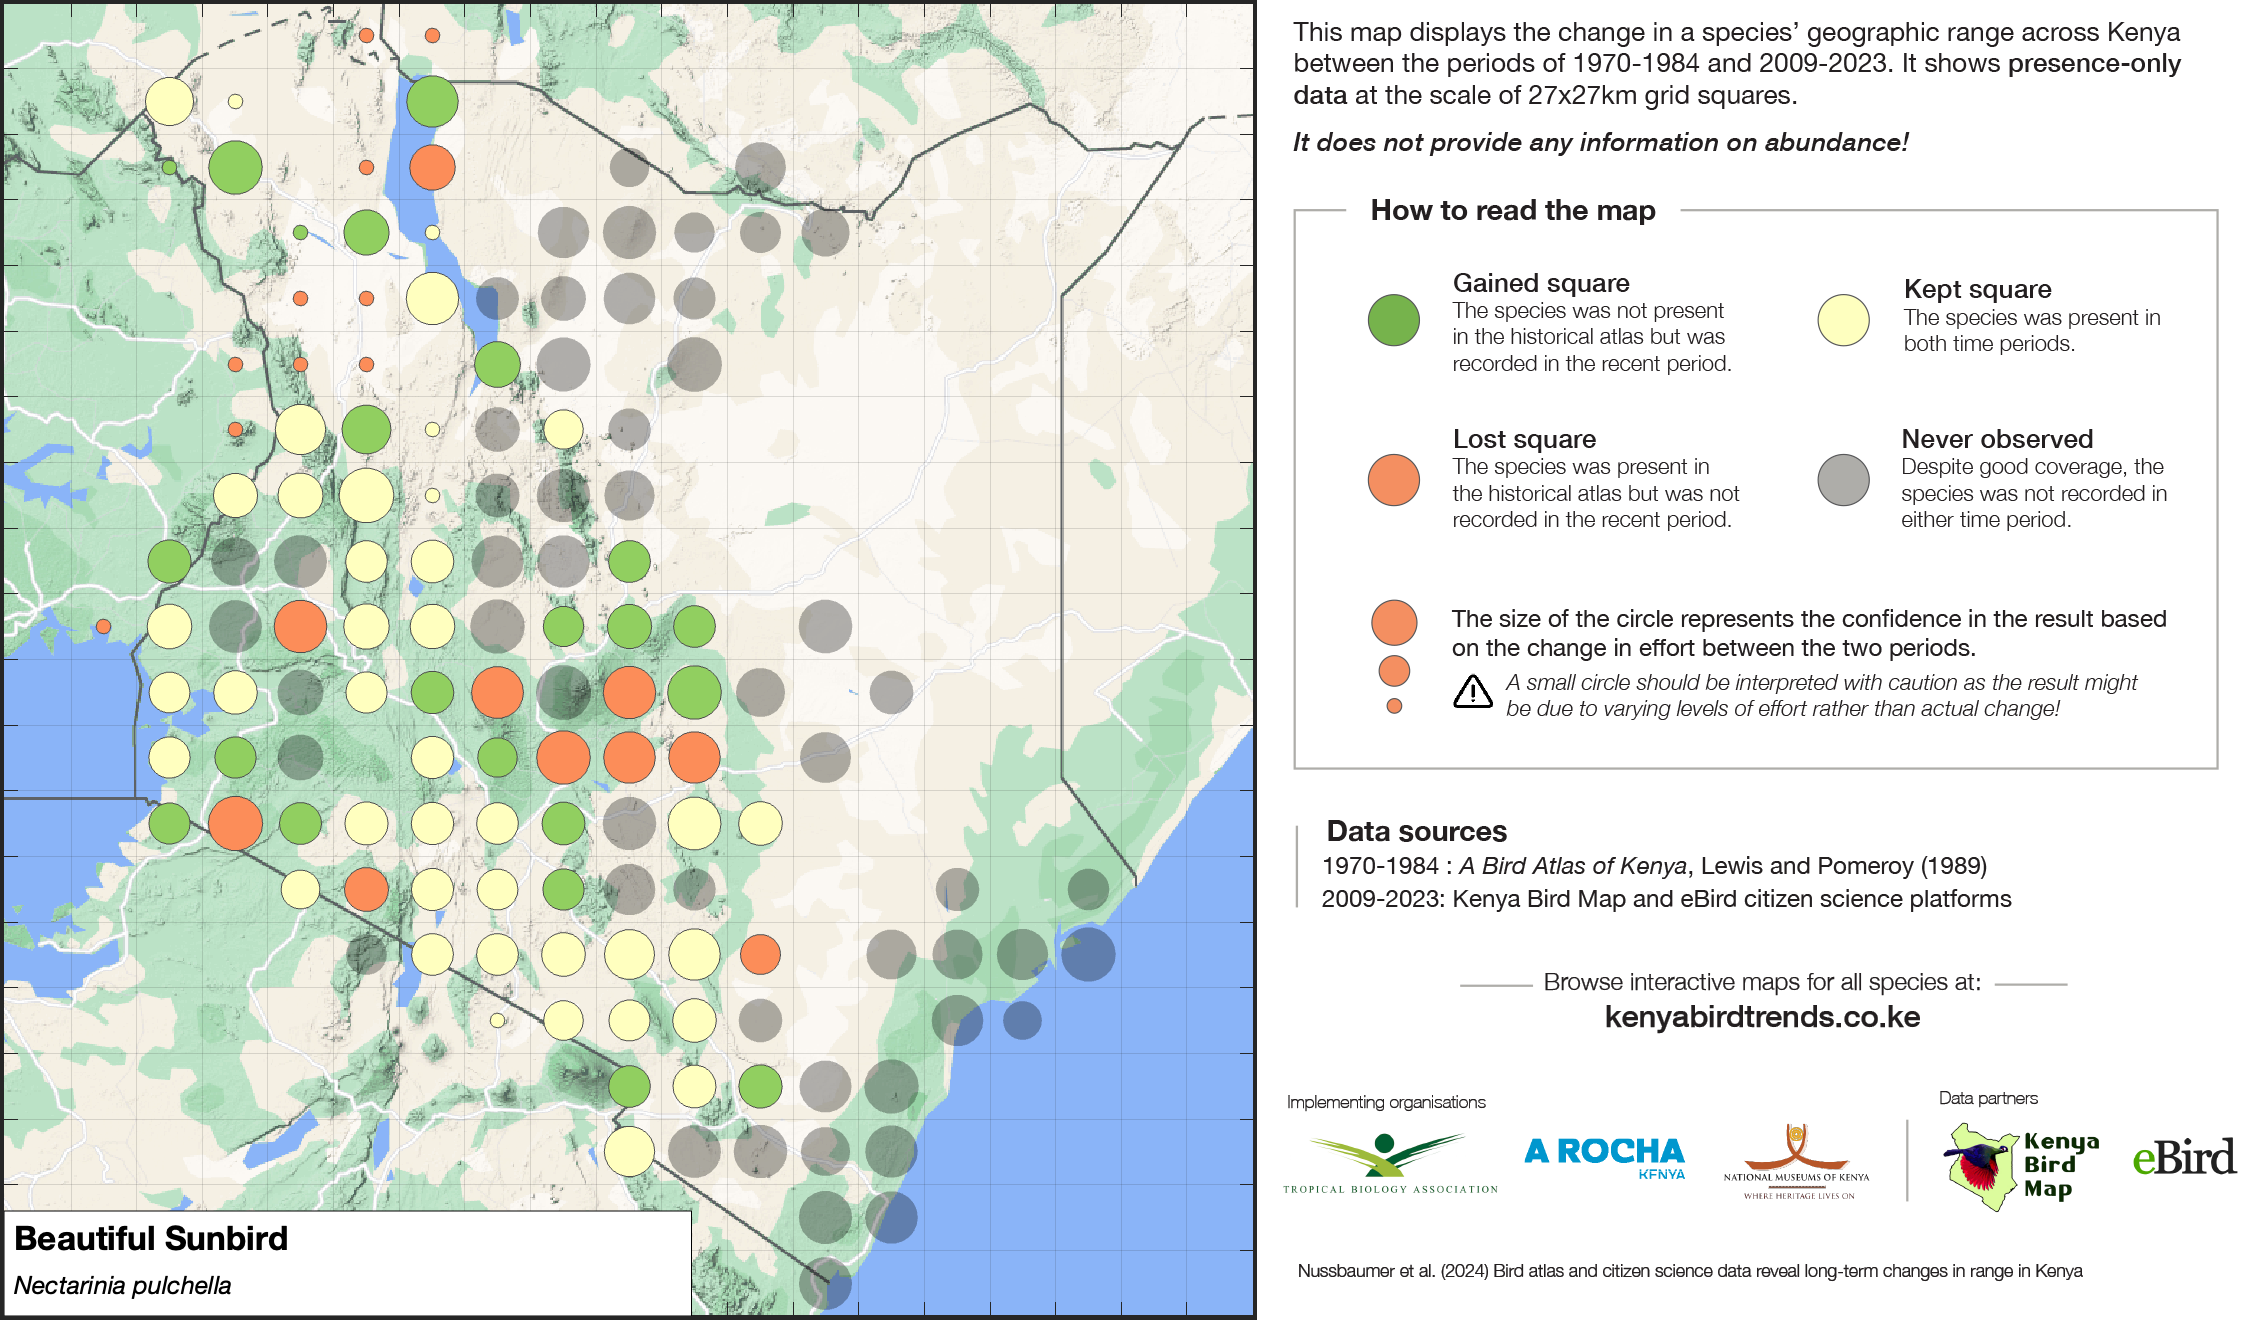 This map displays the change in a species’ geographic range across Kenya
between the periods of 1970-1984 and 2009-2023. It shows presence-only
data at the scale of 27x27km grid squares.
It does not provide any information on abundance!
How to read the map
Gained square
The species was not present
in the historical atlas but was
recorded in the recent period.
Kept square
The species was present in
both time periods.
Lost square
The species was present in
the historical atlas but was not
recorded in the recent period.
Never observed
Despite good coverage, the
species was not recorded in
either time period.
The size of the circle represents the confidence in the result based
on the change in effort between the two periods.
A small circle should be interpreted with caution as the result might
be due to varying levels of effort rather than actual change!
Data sources
1970-1984 : A Bird Atlas of Kenya, Lewis and Pomeroy (1989)
2009-2023: Kenya Bird Map and eBird citizen science platforms
Browse interactive maps for all species at:
kenyabirdtrends.co.ke
Implementing organisations
Data partners
TROPICAL BIOLOGY ASSOCIATION
A ROCHA
KENYA
NATIONAL MUSEUMS OF KENYA
WHERE HERITAGE LIVES ON
Kenya
Bird
Map
eBird
Beautiful Sunbird
Nectarinia pulchella
Nussbaumer et al. (2024) Bird atlas and citizen science data reveal long-term changes in range in Kenya